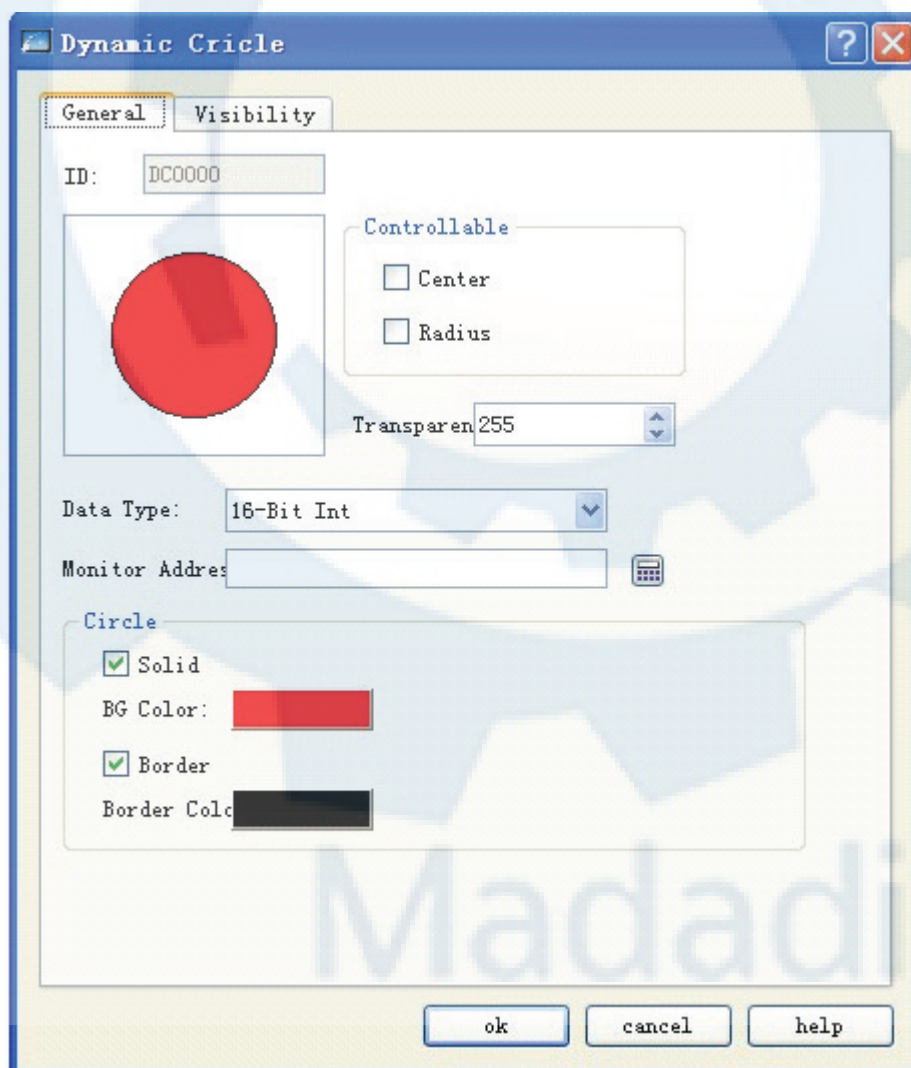 Dynamic Cricle
General Visibility
ID: DC0000
Controllable
Center
Radius
Transparen 255
Data Type: 16-Bit Int
Monitor Addres
Circle
Solid
BG Color:
Border
Border Colo
ok cancel help
Madadi